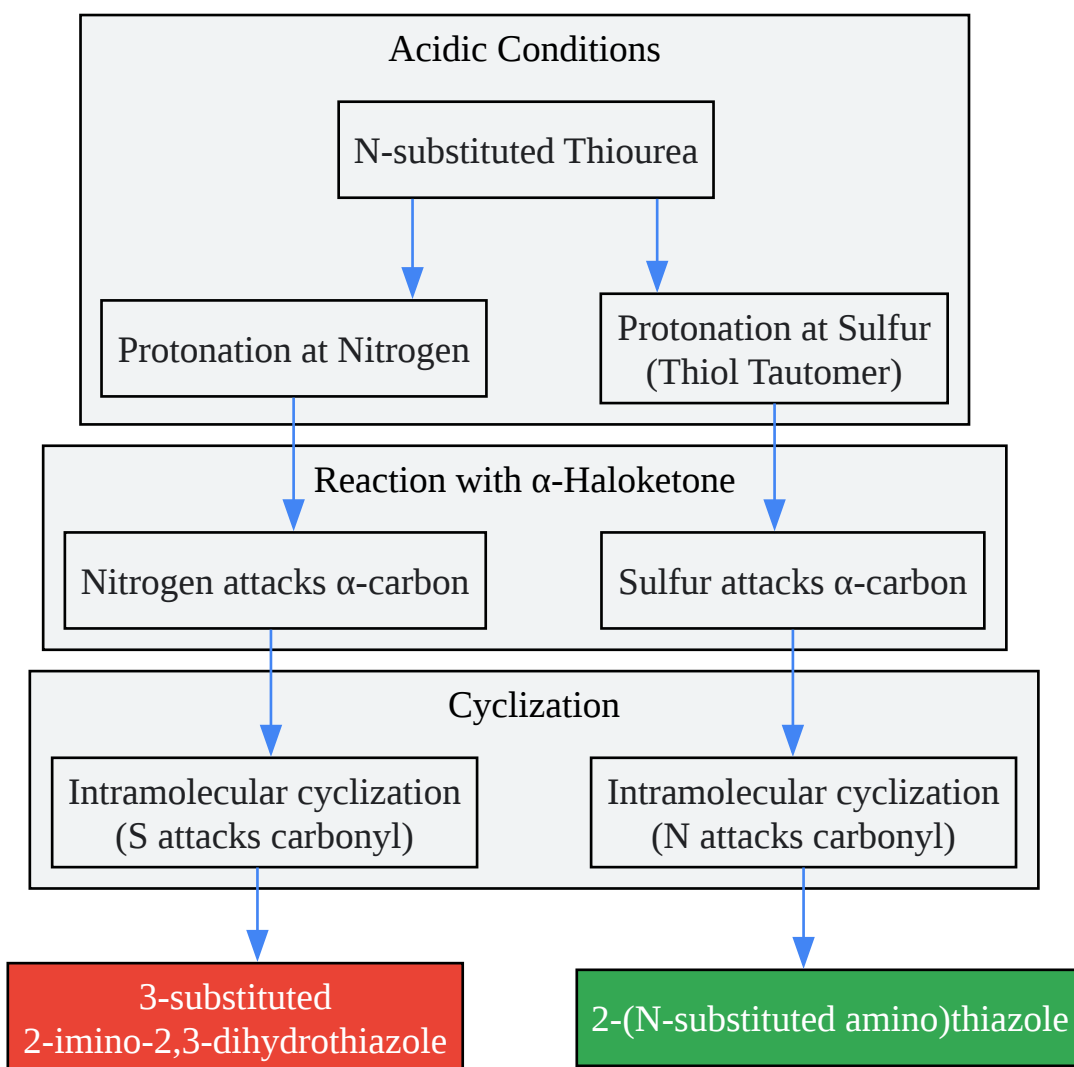 Acidic Conditions
N-substituted Thiourea
Protonation at Nitrogen
Protonation at Sulfur
(Thiol Tautomer)
Reaction with α-Haloketone
Nitrogen attacks α-carbon
Sulfur attacks α-carbon
Cyclization
Intramolecular cyclization
(S attacks carbonyl)
Intramolecular cyclization
(N attacks carbonyl)
3-substituted
2-imino-2,3-dihydrothiazole
2-(N-substituted amino)thiazole